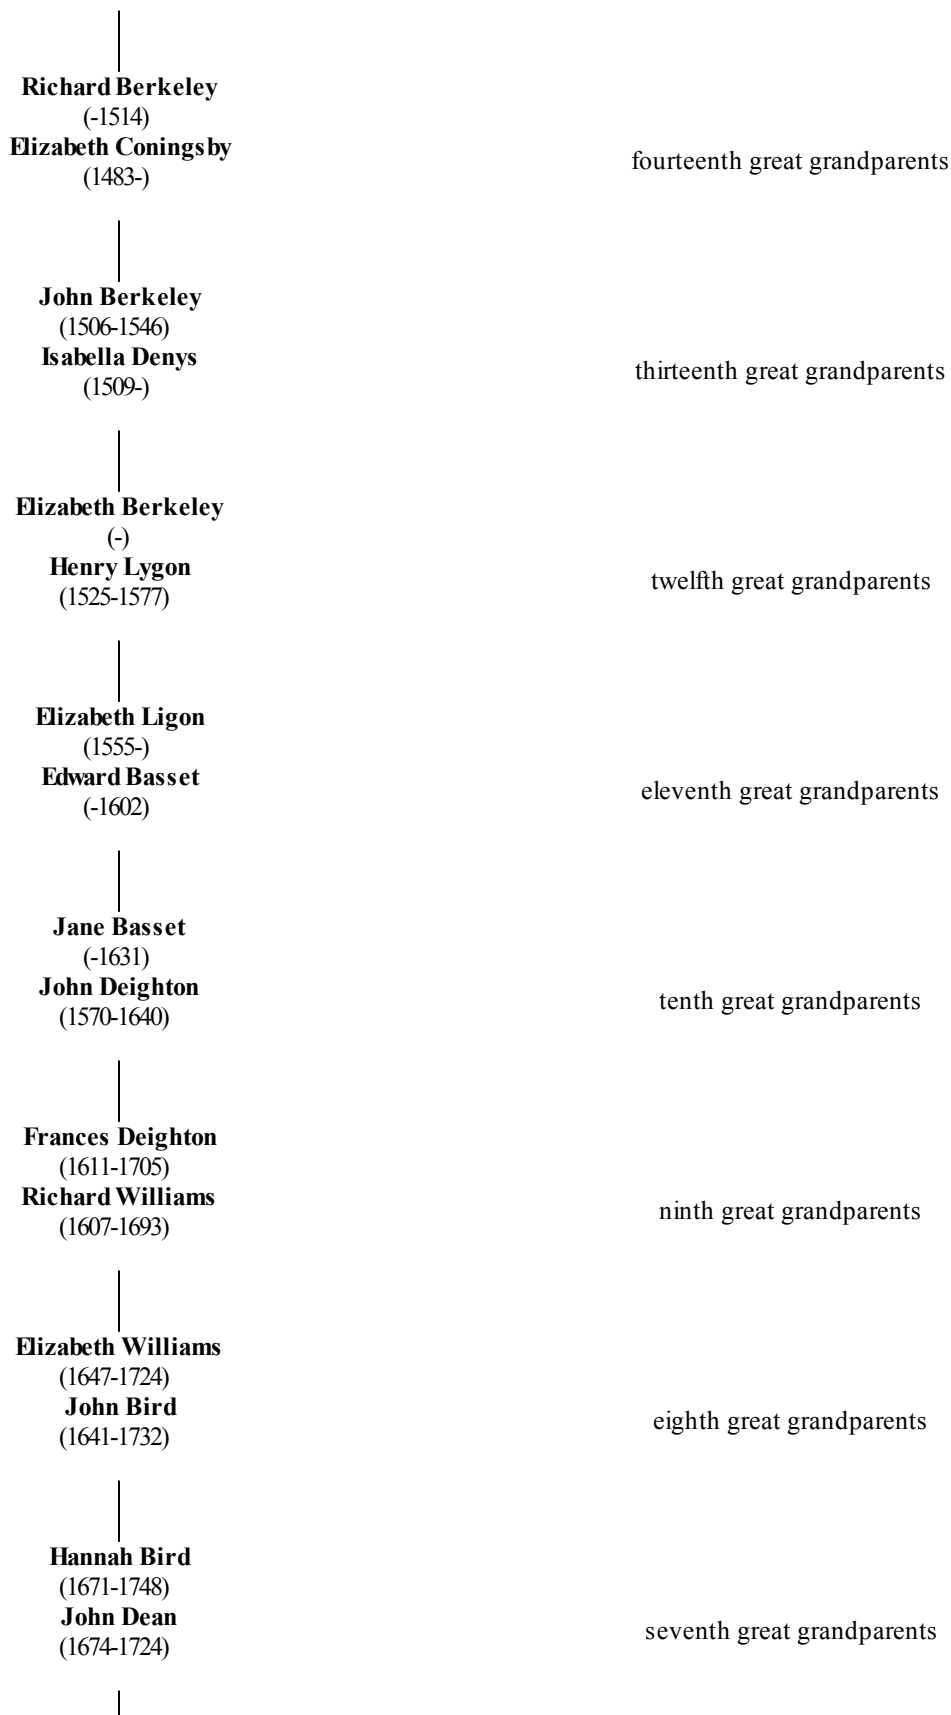 Richard Berkeley
(-1514)
Elizabeth Coningsby
(1483-)
fourteenth great grandparents
John Berkeley
(1506-1546)
Isabella Denys
(1509-)
thirteenth great grandparents
Elizabeth Berkeley
(-)
Henry Lygon
(1525-1577)
twelfth great grandparents
Elizabeth Ligon
(1555-)
Edward Basset
(-1602)
eleventh great grandparents
Jane Basset
(-1631)
John Deighton
(1570-1640)
tenth great grandparents
Frances Deighton
(1611-1705)
Richard Williams
(1607-1693)
ninth great grandparents
Elizabeth Williams
(1647-1724)
John Bird
(1641-1732)
eighth great grandparents
Hannah Bird
(1671-1748)
John Dean
(1674-1724)
seventh great grandparents